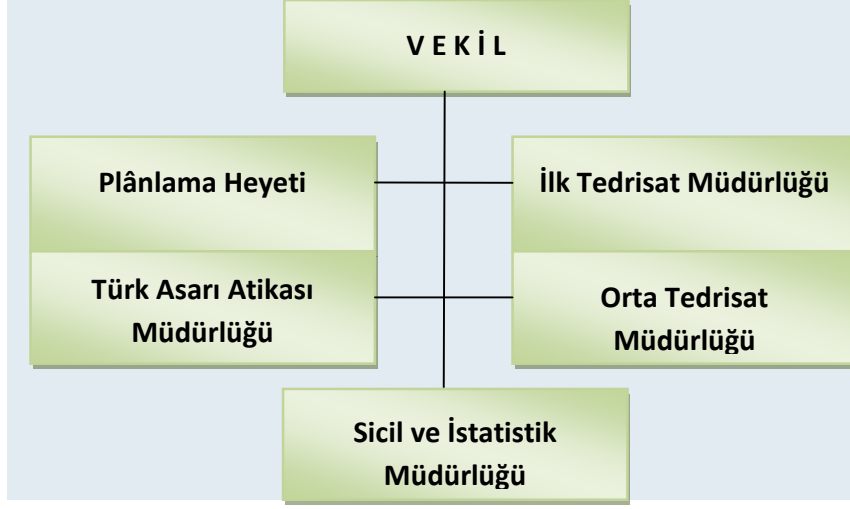 V E K İ L
Plânlama Heyeti
İlk Tedrisat Müdürlüğü
Türk Asarı Atikası
Müdürlüğü
Orta Tedrisat
Müdürlüğü
Sicil ve İstatistik
Müdürlüğü